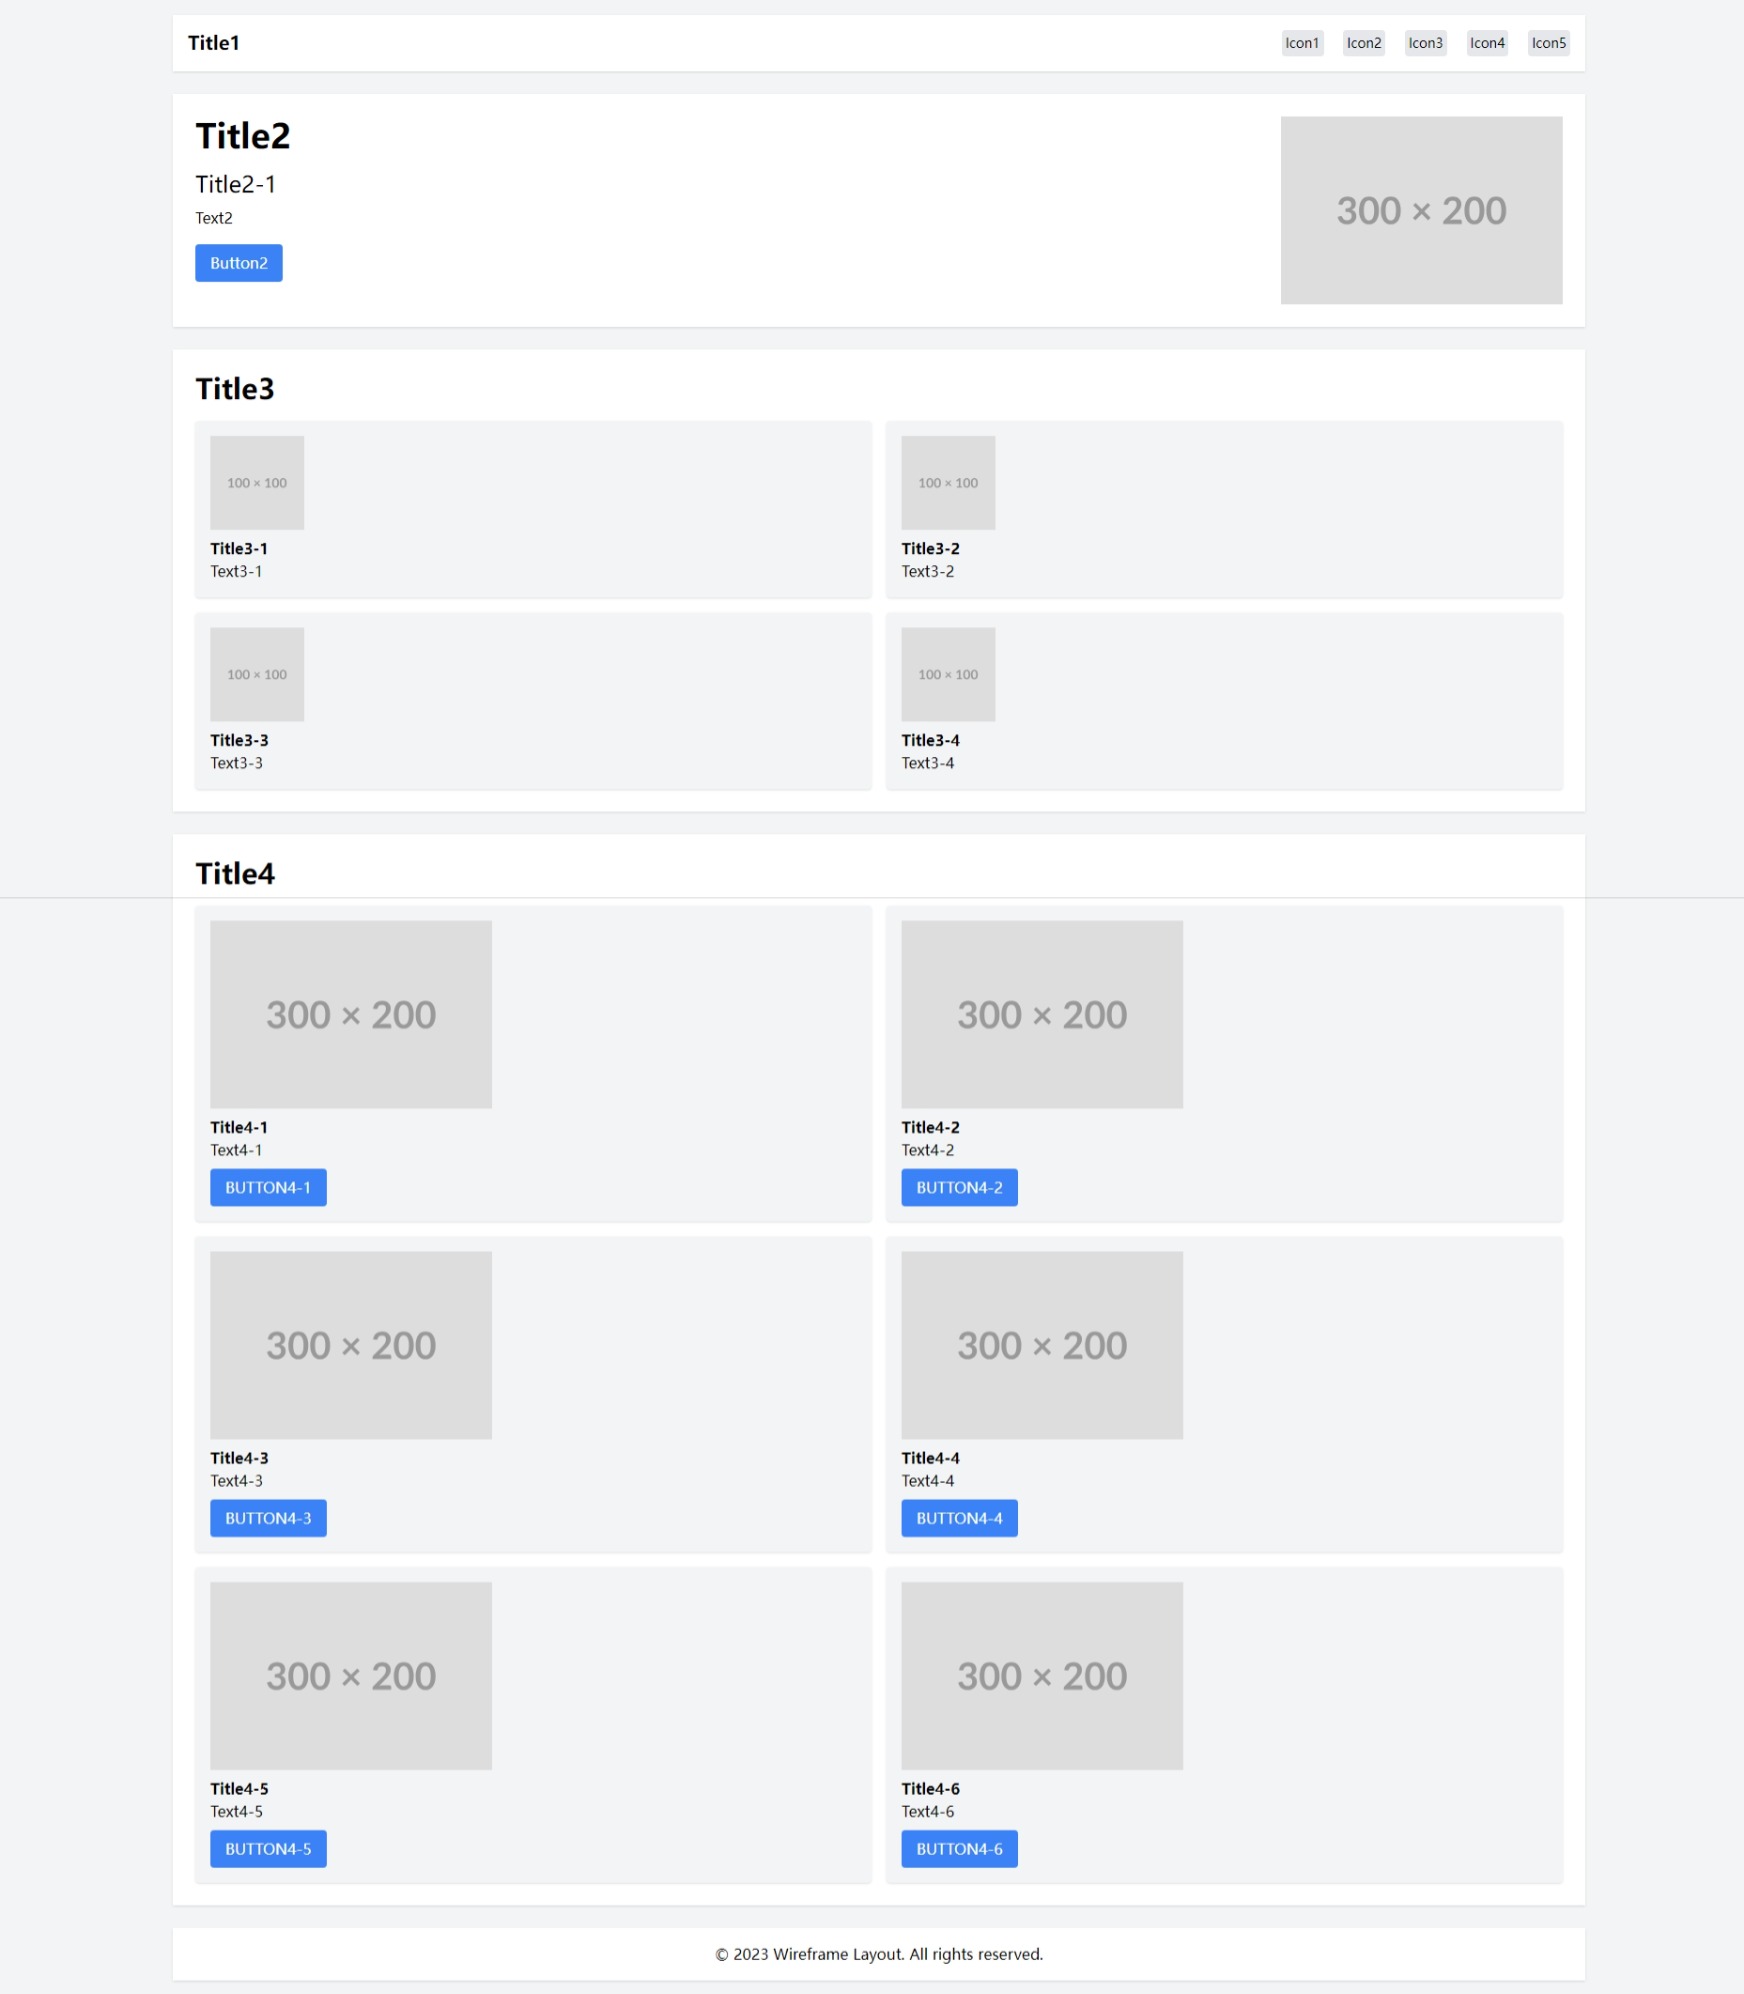 Title1
Icon1 Icon2 Icon3 Icon4 Icon5
Title2
Title2-1
Text2
Button2
300 × 200
Title3
100 × 100
Title3-1
Text3-1
100 × 100
Title3-2
Text3-2
100 × 100
Title3-3
Text3-3
100 × 100
Title3-4
Text3-4
Title4
300 × 200
Title4-1
Text4-1
BUTTON4-1
300 × 200
Title4-2
Text4-2
BUTTON4-2
300 × 200
Title4-3
Text4-3
BUTTON4-3
300 × 200
Title4-4
Text4-4
BUTTON4-4
300 × 200
Title4-5
Text4-5
BUTTON4-5
300 × 200
Title4-6
Text4-6
BUTTON4-6
© 2023 Wireframe Layout. All rights reserved.